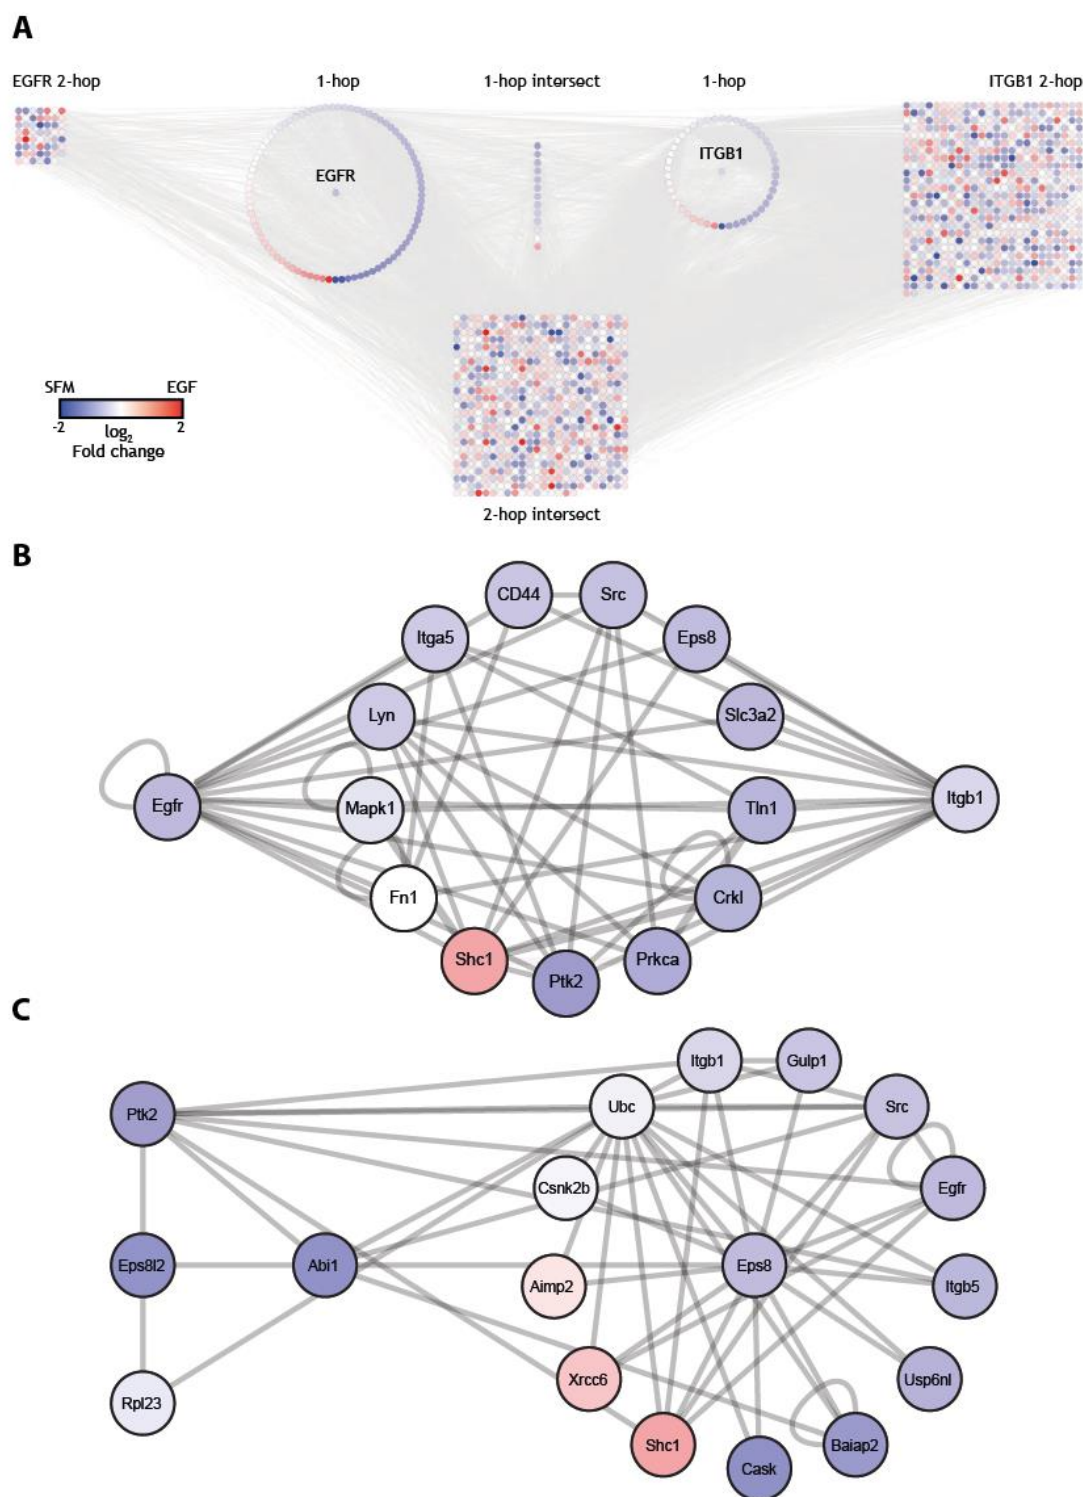 A
EGFR 2-hop 1-hop 1-hop intersect 1-hop ITGB1 2-hop
EGFR
ITGB1
SFM EGF
-2 log2 2
Fold change
2-hop intersect
B
CD44 Src
Itga5 Eps8
Lyn Slc3a2
Egfr Mapk1 Tln1 Itgb1
Fn1 Crkl
Shc1 Ptk2 Prkca
C
Itgb1 Gulp1
Ptk2 Ubc Src
Csnk2b Egfr
Eps8l2 Abi1 Aimp2 Eps8 Itgb5
Rpl23 Xrcc6 Usp6nl
Shc1 Cask Baiap2